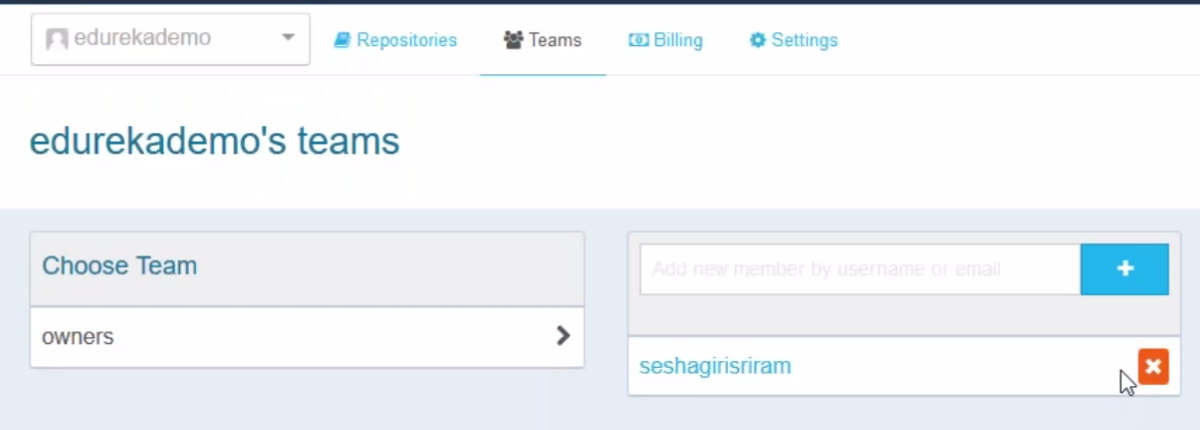 edurekademo Repositories Teams Billing Settings
edurekademo's teams
Choose Team
Add new member by username or email
owners
seshagirisriram